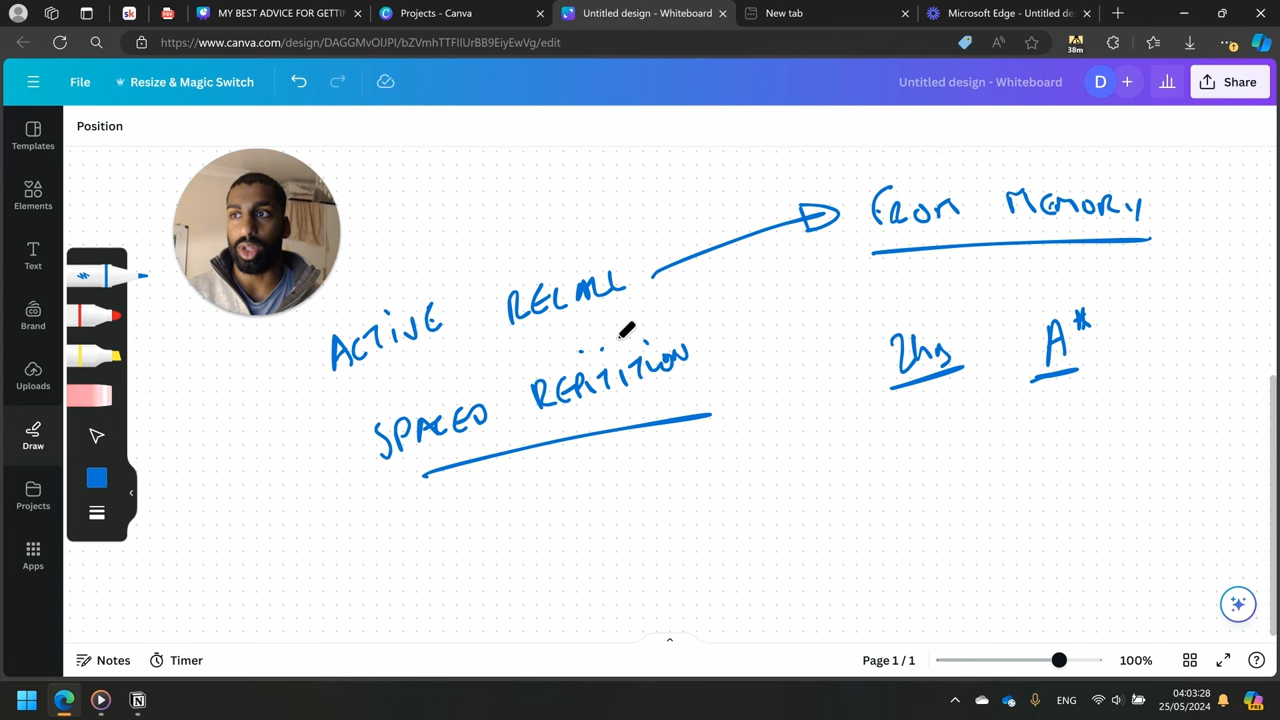 MY BEST ADVICE FOR GETTI
Projects - Canva
Untitled design - Whiteboard
New tab
Microsoft Edge - Untitled de
https://www.canva.com/design/DAGGMvOlJPI/bZVmhTTFIlUrBB9EiyEwVg/edit
38m
File
Resize & Magic Switch
Untitled design - Whiteboard
D
Share
Position
Templates
Elements
Text
Brand
Uploads
Draw
Projects
Apps
FROM MEMORY
ACTIVE RECALL
2hrs A*
SPACED REPITITION
Notes
Timer
Page 1 / 1
100%
ENG
04:03:28
25/05/2024